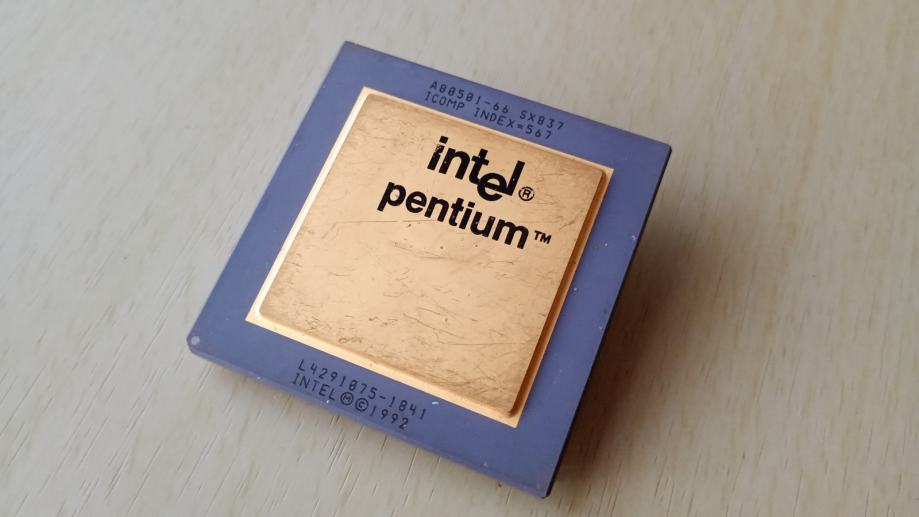 A80501-66 SX837
ICOMP INDEX=567
intel®
pentium™
L4291075-1841
INTEL Ⓜ©1992